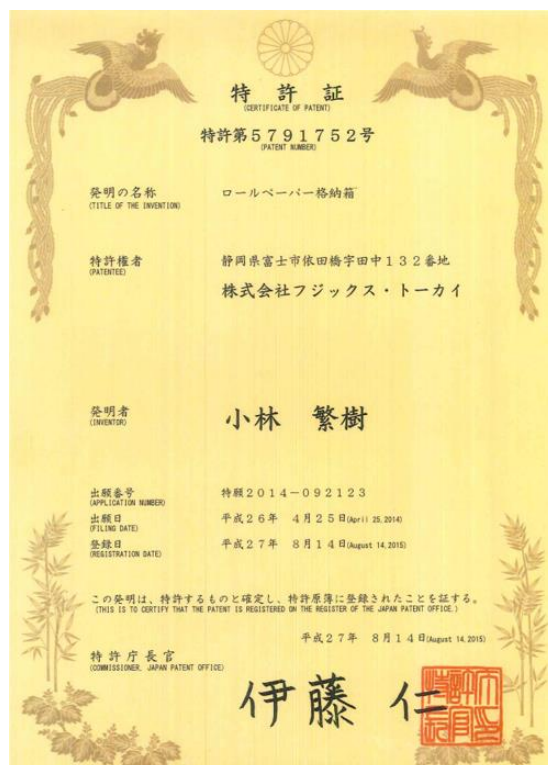 特許証
(CERTIFICATE OF PATENT)
特許第5791752号
(PATENT NUMBER)
発明の名称 ロールペーパー格納箱
(TITLE OF THE INVENTION)
特許権者 静岡県富士市依田橋字田中132番地
(PATENTEE)
株式会社フジックス・トーカイ
発明者 小林 繁樹
(INVENTOR)
出願番号 特願2014-092123
(APPLICATION NUMBER)
出願日 平成26年 4月25日(April 25,2014)
(FILING DATE)
登録日 平成27年 8月14日(August 14,2015)
(REGISTRATION DATE)
この発明は、特許するものと確定し、特許原簿に登録されたことを証する。
(THIS IS TO CERTIFY THAT THE PATENT IS REGISTERED ON THE REGISTER OF THE JAPAN PATENT OFFICE.)
平成27年 8月14日(August 14,2015)
特許庁長官
(COMMISSIONER, JAPAN PATENT OFFICE)
伊藤 仁